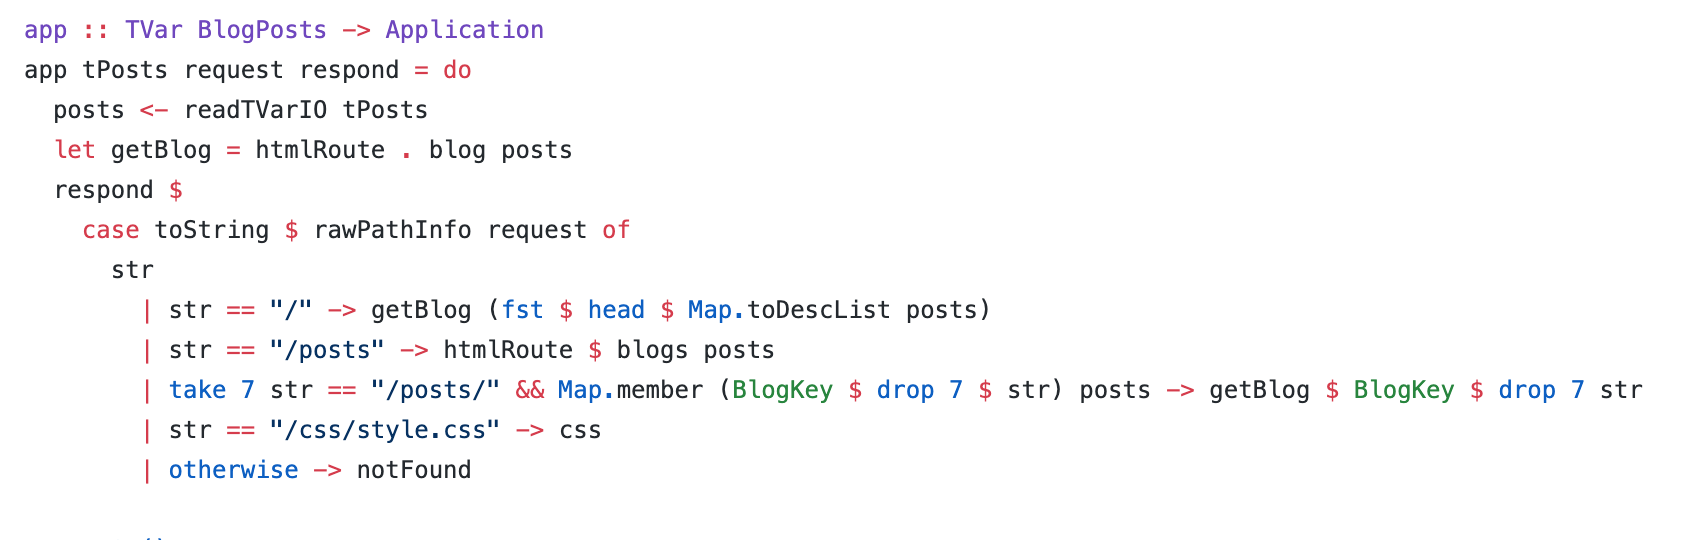 app :: TVar BlogPosts -> Application
app tPosts request respond = do
  posts <- readTVarIO tPosts
  let getBlog = htmlRoute . blog posts
  respond $
    case toString $ rawPathInfo request of
      str
        | str == "/" -> getBlog (fst $ head $ Map.toDescList posts)
        | str == "/posts" -> htmlRoute $ blogs posts
        | take 7 str == "/posts/" && Map.member (BlogKey $ drop 7 $ str) posts -> getBlog $ BlogKey $ drop 7 str
        | str == "/css/style.css" -> css
        | otherwise -> notFound